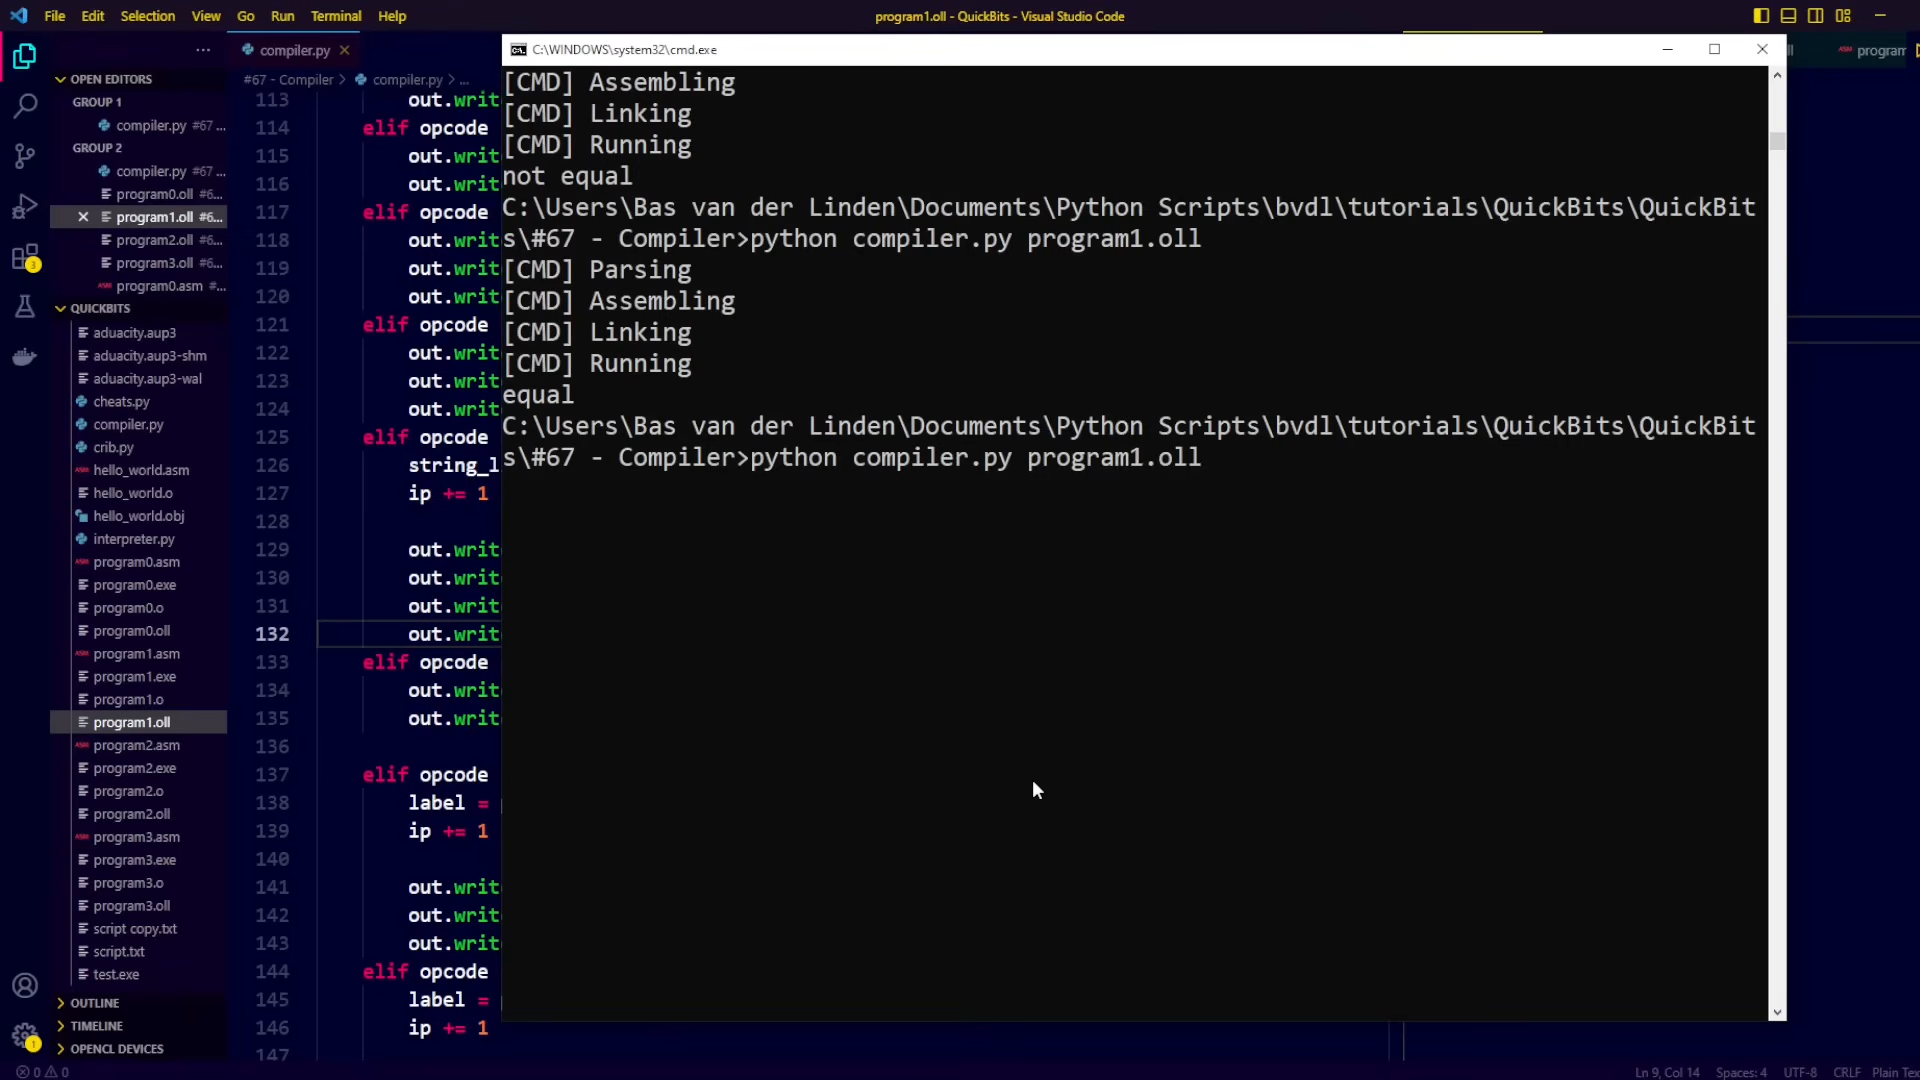 File Edit Selection View Go Run Terminal Help
program1.oll - QuickBits - Visual Studio Code
compiler.py
program
#67 - Compiler > compiler.py > ...
OPEN EDITORS
GROUP 1
compiler.py #67 ...
GROUP 2
compiler.py #67 ...
program0.oll #6...
program1.oll #6...
program2.oll #6...
program3.oll #6...
program0.asm #...
QUICKBITS
aduacity.aup3
aduacity.aup3-shm
aduacity.aup3-wal
cheats.py
compiler.py
crib.py
hello_world.asm
hello_world.o
hello_world.obj
interpreter.py
program0.asm
program0.exe
program0.o
program0.oll
program1.asm
program1.exe
program1.o
program1.oll
program2.asm
program2.exe
program2.o
program2.oll
program3.asm
program3.exe
program3.o
program3.oll
script copy.txt
script.txt
test.exe
OUTLINE
TIMELINE
OPENCL DEVICES
113 out.writ
114 elif opcode
115 out.writ
116 out.writ
117 elif opcode
118 out.writ
119 out.writ
120 out.writ
121 elif opcode
122 out.writ
123 out.writ
124 out.writ
125 elif opcode
126 string_l
127 ip += 1
128
129 out.writ
130 out.writ
131 out.writ
132 out.writ
133 elif opcode
134 out.writ
135 out.writ
136
137 elif opcode
138 label =
139 ip += 1
140
141 out.writ
142 out.writ
143 out.writ
144 elif opcode
145 label =
146 ip += 1
147
C:\WINDOWS\system32\cmd.exe
[CMD] Assembling
[CMD] Linking
[CMD] Running
not equal
C:\Users\Bas van der Linden\Documents\Python Scripts\bvdl\tutorials\QuickBits\QuickBit
s\#67 - Compiler>python compiler.py program1.oll
[CMD] Parsing
[CMD] Assembling
[CMD] Linking
[CMD] Running
equal
C:\Users\Bas van der Linden\Documents\Python Scripts\bvdl\tutorials\QuickBits\QuickBit
s\#67 - Compiler>python compiler.py program1.oll
3
1
0 0
Ln 9, Col 14 Spaces: 4 UTF-8 CRLF Plain Tex